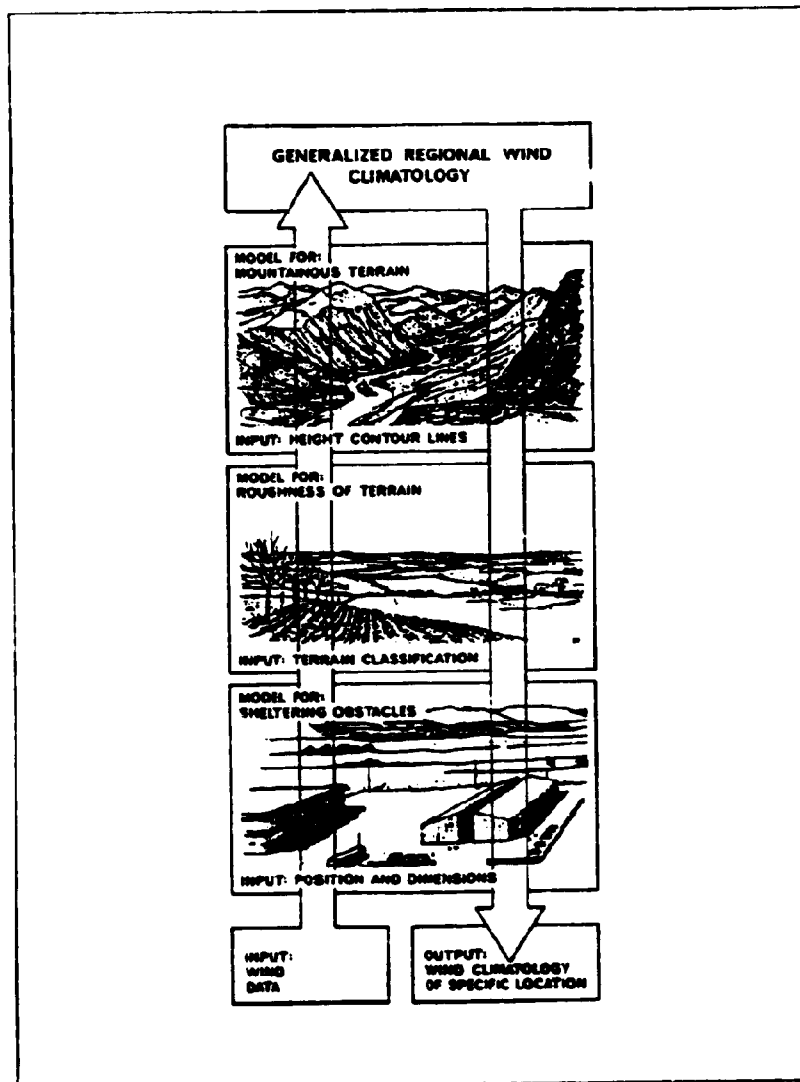 GENERALIZED REGIONAL WIND
CLIMATOLOGY
MODEL FOR:
MOUNTAINOUS TERRAIN
INPUT: HEIGHT CONTOUR LINES
MODEL FOR:
ROUGHNESS OF TERRAIN
INPUT: TERRAIN CLASSIFICATION
MODEL FOR:
SHELTERING OBSTACLES
INPUT: POSITION AND DIMENSIONS
INPUT:
WIND
DATA
OUTPUT:
WIND CLIMATOLOGY
OF SPECIFIC LOCATION